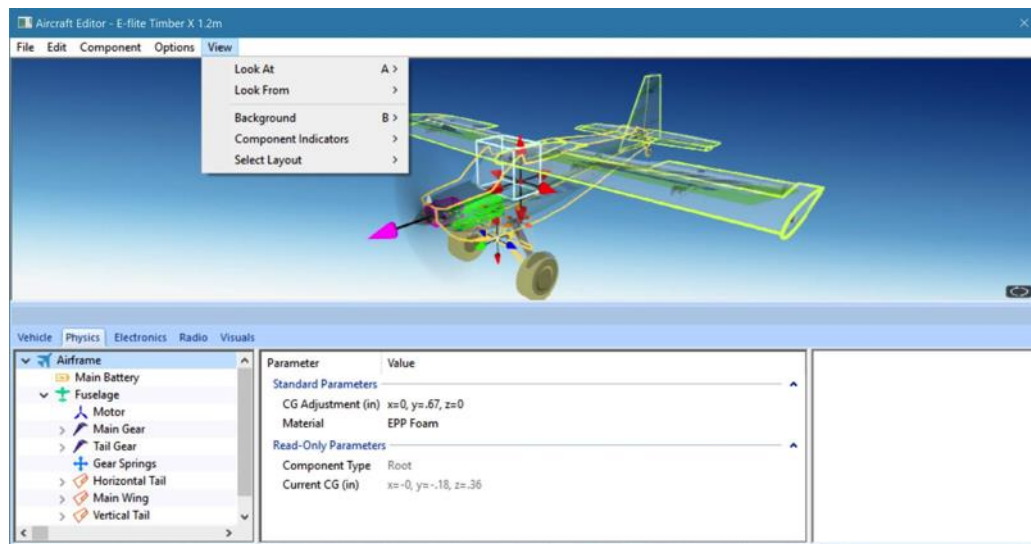 Aircraft Editor - E-flite Timber X 1.2m
File Edit Component Options View
Look At A >
Look From >
Background B >
Component Indicators >
Select Layout >
Vehicle Physics Electronics Radio Visuals
Airframe
Main Battery
Fuselage
Motor
Main Gear
Tail Gear
Gear Springs
Horizontal Tail
Main Wing
Vertical Tail
Parameter Value
Standard Parameters
CG Adjustment (in) x=0, y=.67, z=0
Material EPP Foam
Read-Only Parameters
Component Type Root
Current CG (in) x=-0, y=-.18, z=.36